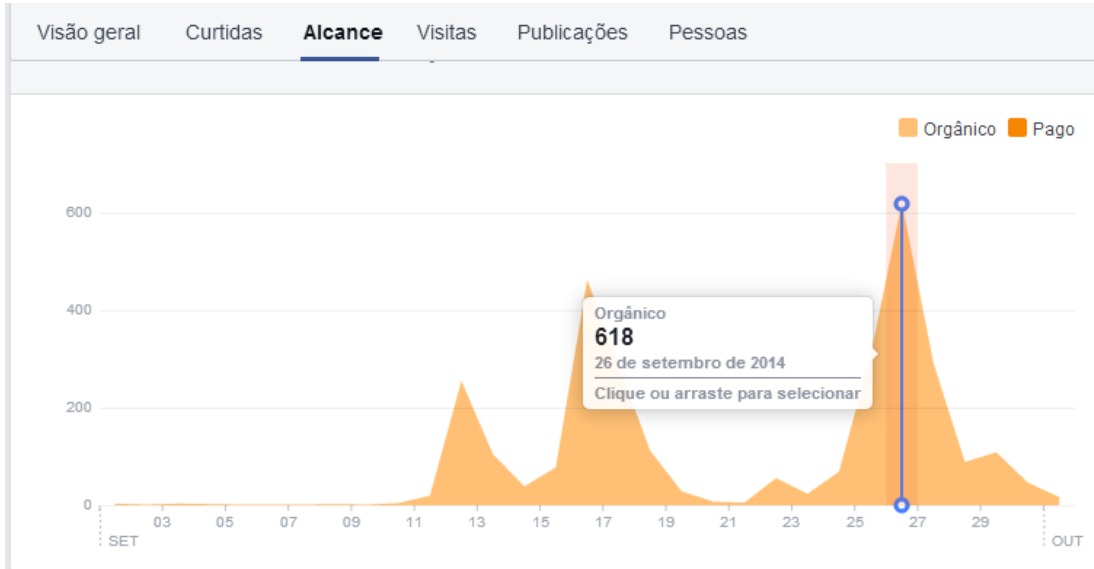 Visão geral Curtidas Alcance Visitas Publicações Pessoas
Orgânico Pago
600
400
200
0
Orgânico
618
26 de setembro de 2014
Clique ou arraste para selecionar
03 05 07 09 11 13 15 17 19 21 23 25 27 29
SET OUT